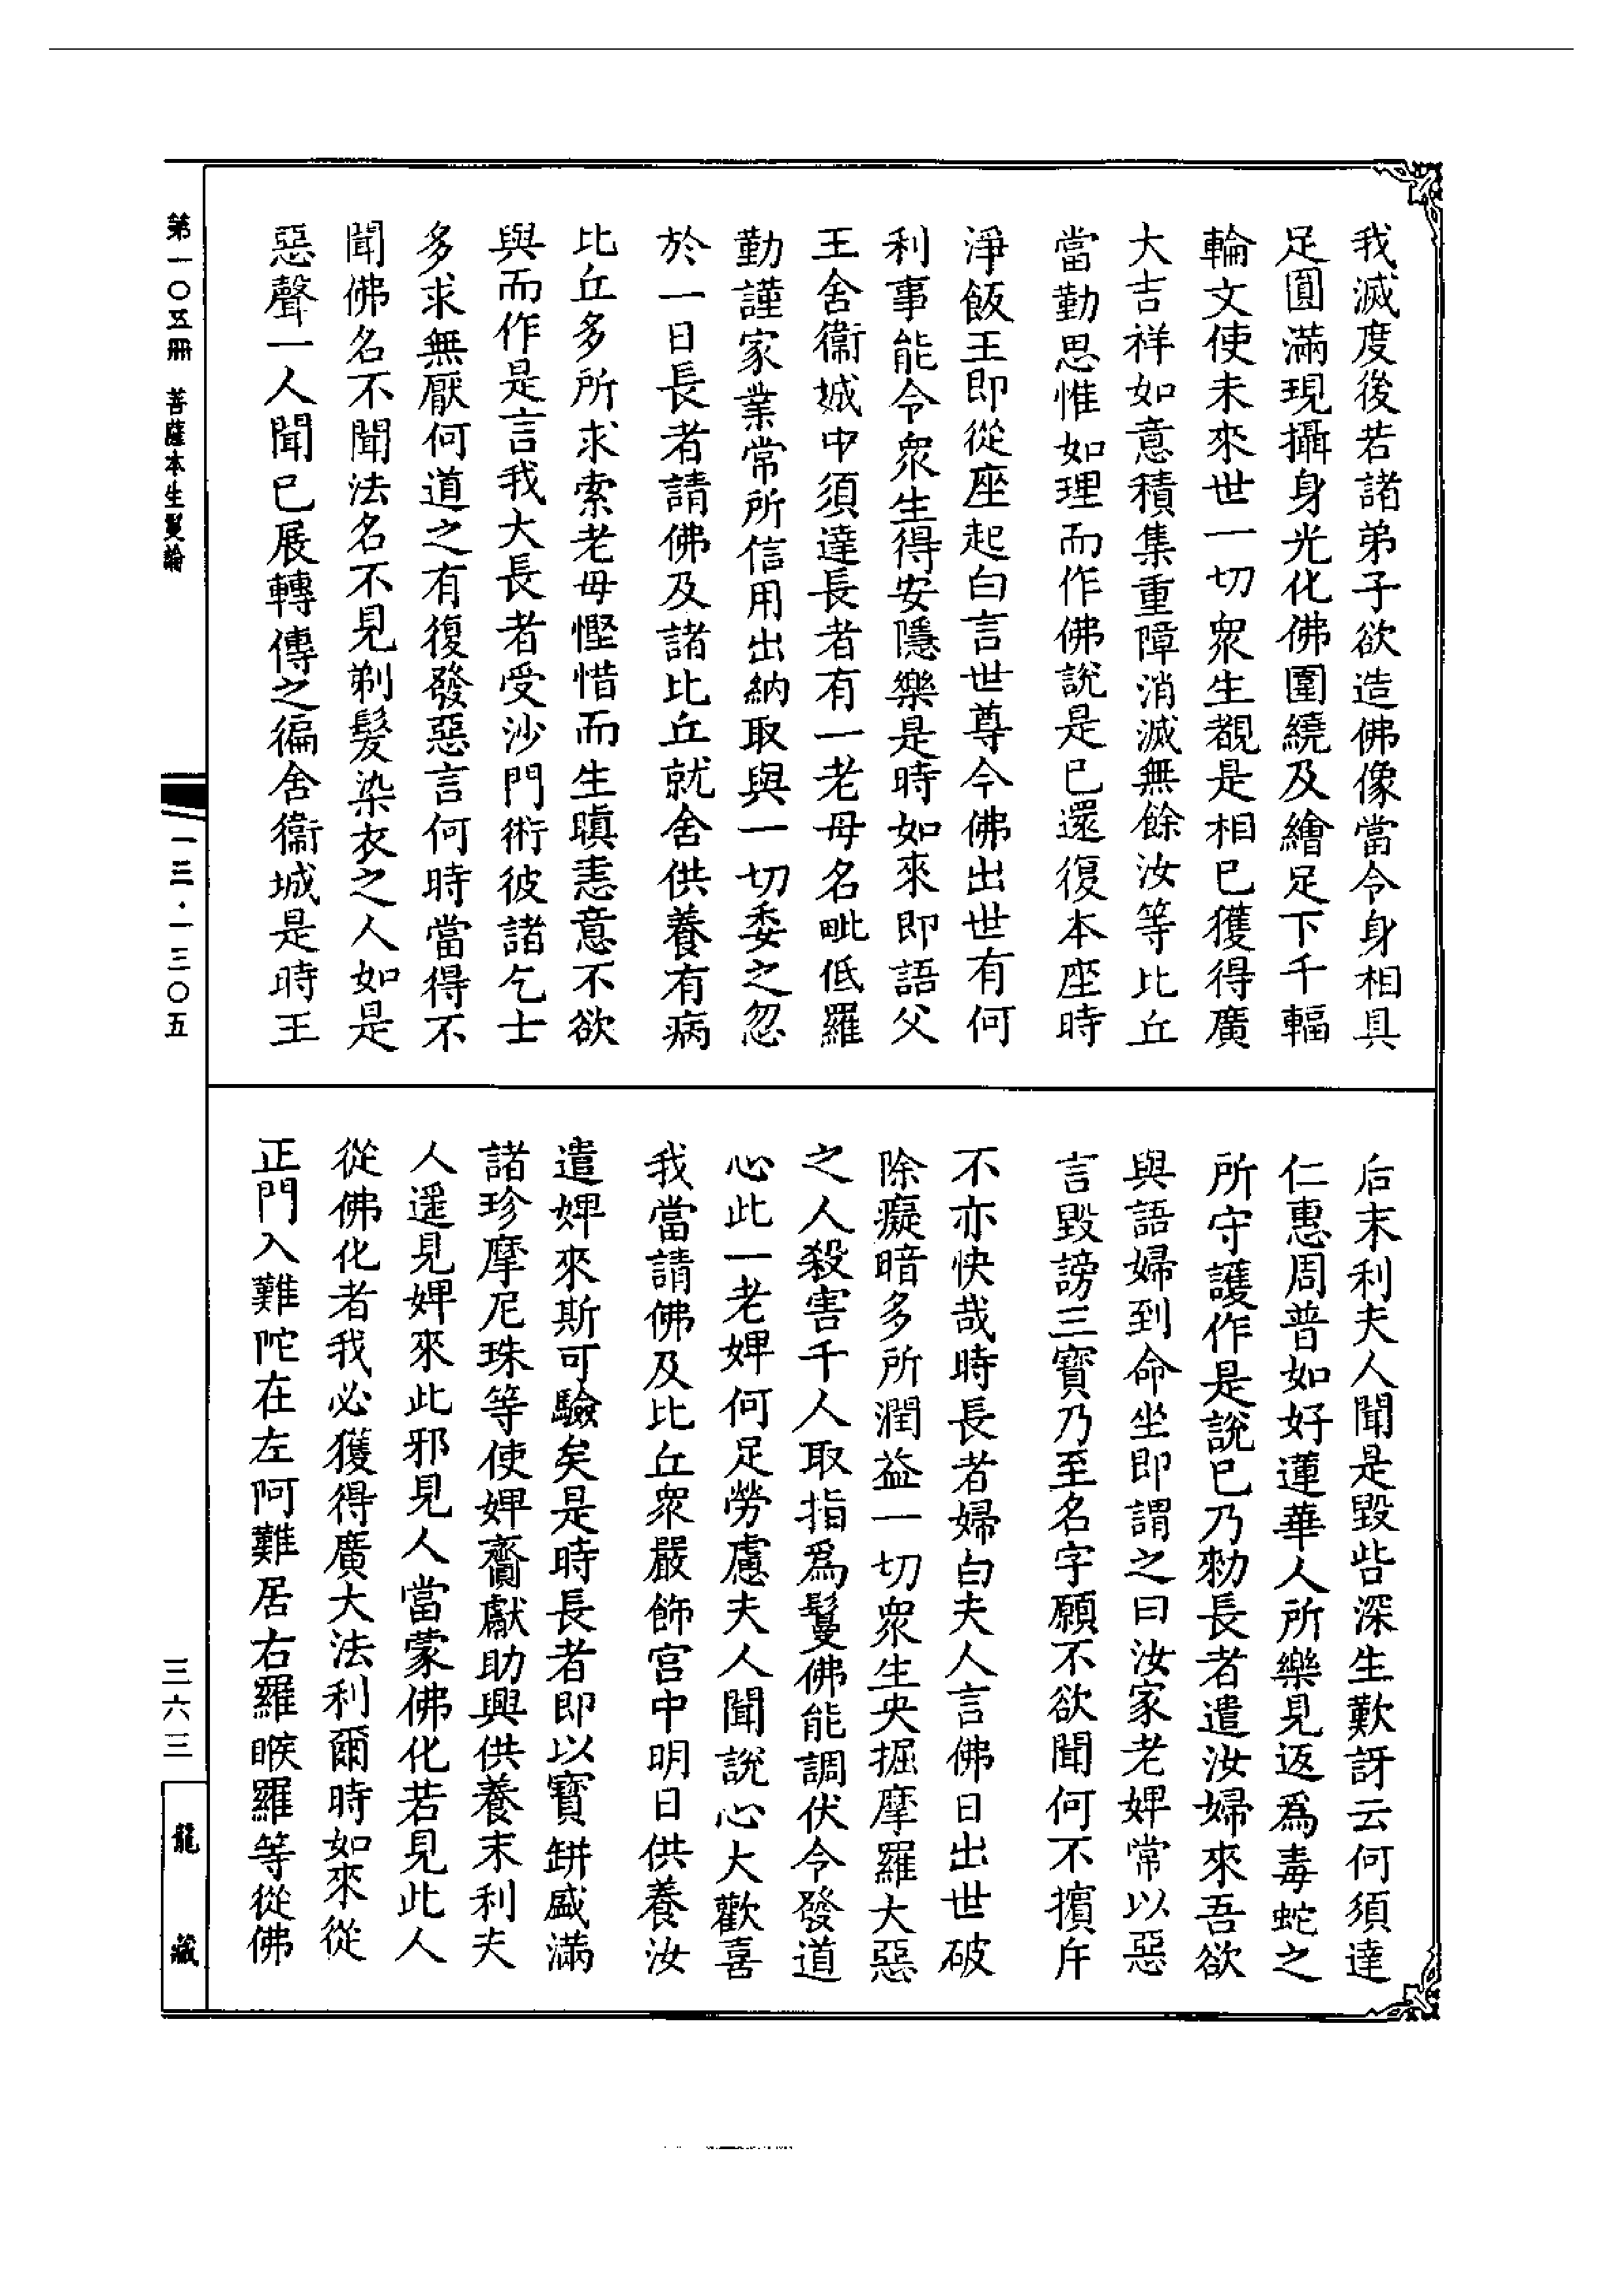 我滅度後若諸弟子欲造佛像當令身相具
足圓滿現攝身光化佛圍繞及繪足下千輻
輪文使未來世一切眾生覩是相已獲得廣
大吉祥如意積集重障消滅無餘汝等比丘
當勤思惟如理而作佛說是已還復本座時
淨飯王即從座起白言世尊今佛出世有何
利事能令眾生得安隱樂是時如來即語父
王舍衞城中須達長者有一老母名毗低羅
勤謹家業常所信用出納取與一切委之忽
於一日長者請佛及諸比丘就舍供養有病
比丘多所求索老母慳惜而生瞋恚意不欲
與而作是言我大長者受沙門術彼諸乞士
多求無厭何道之有復發惡言何時當得不
聞佛名不聞法名不見剃髮染衣之人如是
惡聲一人聞已展轉傳之徧舍衞城是時王
后末利夫人聞是毀呰深生歎訝云何須達
仁惠周普如好蓮華人所樂見返爲毒蛇之
所守護作是說已乃勑長者遣汝婦來吾欲
與語婦到命坐即謂之曰汝家老婢常以惡
言毀謗三寶乃至名字願不欲聞何不擯斥
不亦快哉時長者婦白夫人言佛日出世破
除癡暗多所潤益一切眾生央掘摩羅大惡
之人殺害千人取指爲鬘佛能調伏令發道
心此一老婢何足勞慮夫人聞說心大歡喜
我當請佛及比丘眾嚴飾宮中明日供養汝
遣婢來斯可驗矣是時長者即以寶缾盛滿
諸珍摩尼珠等使婢齎獻助興供養末利夫
人遥見婢來此邪見人當蒙佛化若見此人
從佛化者我必獲得廣大法利爾時如來從
正門入難陀在左阿難居右羅睺羅等從佛
第一〇五冊 菩薩本生鬘論
一三·一三〇五
三六三
龍藏